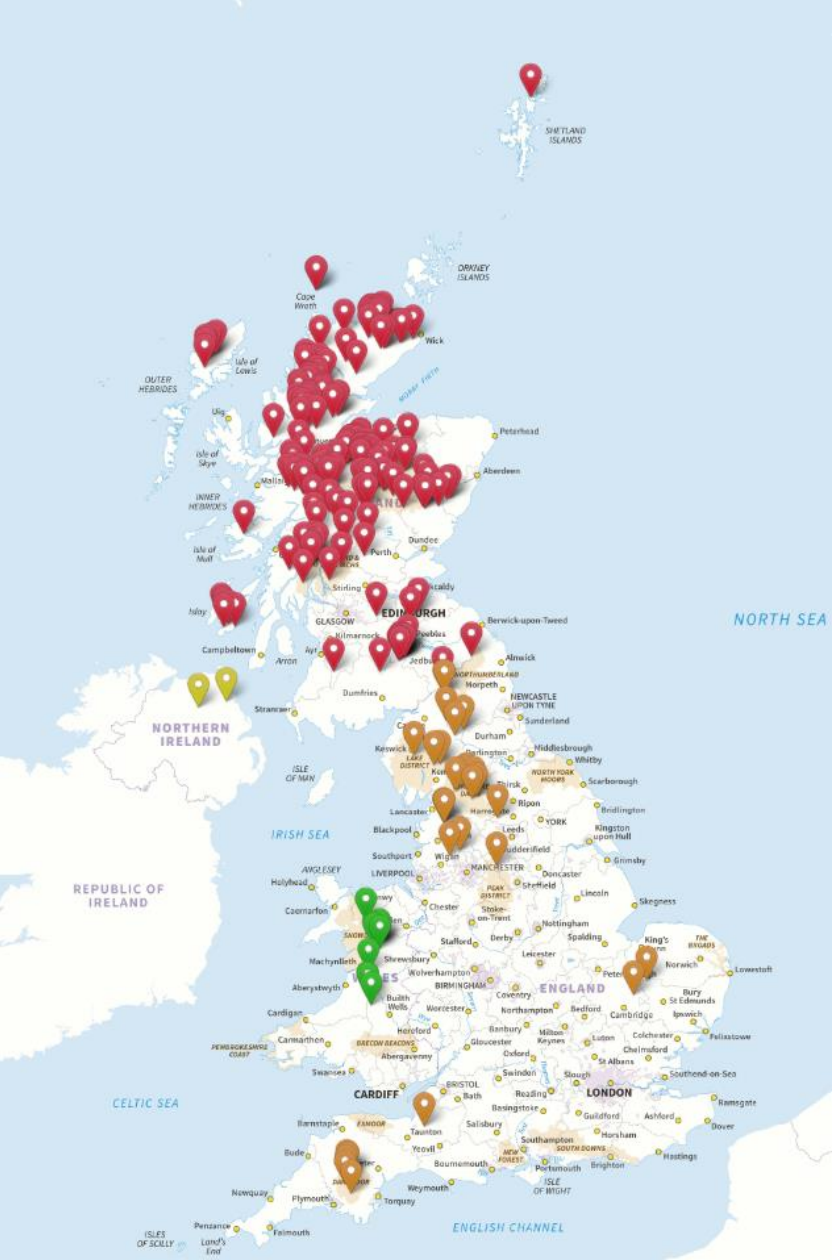 SHETLAND
ISLANDS
ORKNEY
ISLANDS
Cape
Wrath
Wick
Isle of
Lewis
OUTER
HEBRIDES
MORAY FIRTH
Uig
Peterhead
Isle of
Skye
Aberdeen
INNER
HEBRIDES
Isle of
Mull
Dundee
Perth
Stirling
Islay
GLASGOW
Kilmarnock
Peebles
Berwick-upon-Tweed
NORTH SEA
Campbeltown
Arran
Ayr
Alnwick
NORTHUMBERLAND
Morpeth
Dumfries
NEWCASTLE
UPON TYNE
Stranraer
Sunderland
NORTHERN
IRELAND
Durham
Keswick
LAKE
DISTRICT
Darlington
Middlesbrough
Whitby
ISLE
OF MAN
Thirsk
NORTH YORK
MOORS
Scarborough
Ripon
Lancaster
Bridlington
IRISH SEA
Blackpool
YORK
Leeds
Kingston
upon Hull
Southport
Wigan
Grimsby
ANGLESEY
LIVERPOOL
MANCHESTER
Doncaster
Holyhead
Sheffield
REPUBLIC OF
IRELAND
PEAK
DISTRICT
Lincoln
Caernarfon
Chester
Skegness
Stoke-
on-Trent
Nottingham
Stafford
Derby
Spalding
King's
THE
BROADS
Machynlleth
Shrewsbury
Leicester
Norwich
Lowestoft
Wolverhampton
BIRMINGHAM
ENGLAND
Aberystwyth
Coventry
Bury
St Edmunds
Builth
Wells
Worcester
Northampton
Bedford
Cambridge
Ipswich
Cardigan
Hereford
Banbury
Milton
Keynes
Luton
Colchester
Felixstowe
PEMBROKESHIRE
COAST
Carmarthen
BRECON BEACONS
Gloucester
Abergavenny
Oxford
St Albans
Chelmsford
Swansea
Swindon
Slough
Southend-on-Sea
CELTIC SEA
CARDIFF
BRISTOL
Bath
Reading
LONDON
Basingstoke
Ramsgate
Barnstaple
EXMOOR
Taunton
Salisbury
Guildford
Ashford
Dover
Bude
Yeovil
Southampton
Horsham
SOUTH DOWNS
NEW
FOREST
Hastings
Bournemouth
Portsmouth
Brighton
Newquay
Plymouth
Torquay
Weymouth
ISLE
OF WIGHT
Penzance
Land's
End
Falmouth
ISLES
OF SCILLY
ENGLISH CHANNEL